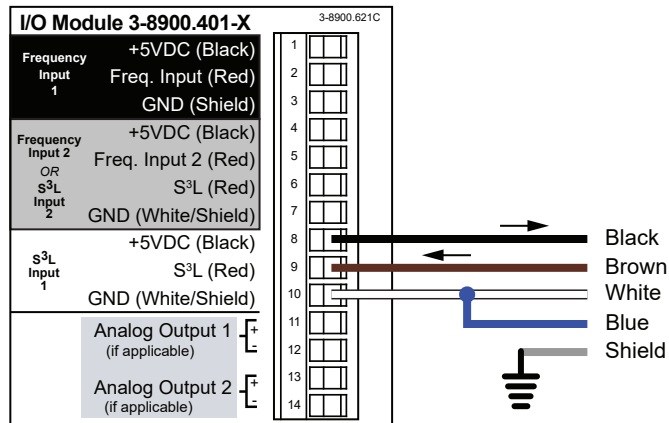 I/O Module 3-8900.401-X
3-8900.621C
Frequency
Input
1
+5VDC (Black)
Freq. Input (Red)
GND (Shield)
Frequency
Input 2
OR
S³L
Input
2
+5VDC (Black)
Freq. Input 2 (Red)
S³L (Red)
GND (White/Shield)
S³L
Input
1
+5VDC (Black)
S³L (Red)
GND (White/Shield)
Analog Output 1
(if applicable)
+
-
Analog Output 2
(if applicable)
+
-
1
2
3
4
5
6
7
8
9
10
11
12
13
14
Black
Brown
White
Blue
Shield